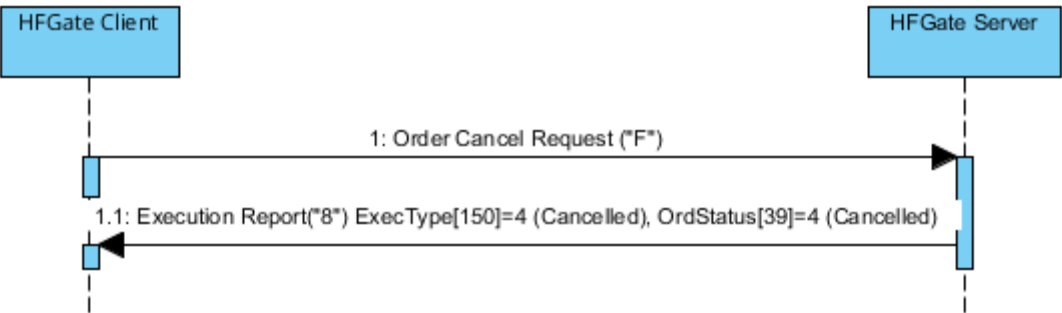 HFGate Client
HFGate Server
1: Order Cancel Request ("F")
1.1: Execution Report("8") ExecType[150]=4 (Cancelled), OrdStatus[39]=4 (Cancelled)